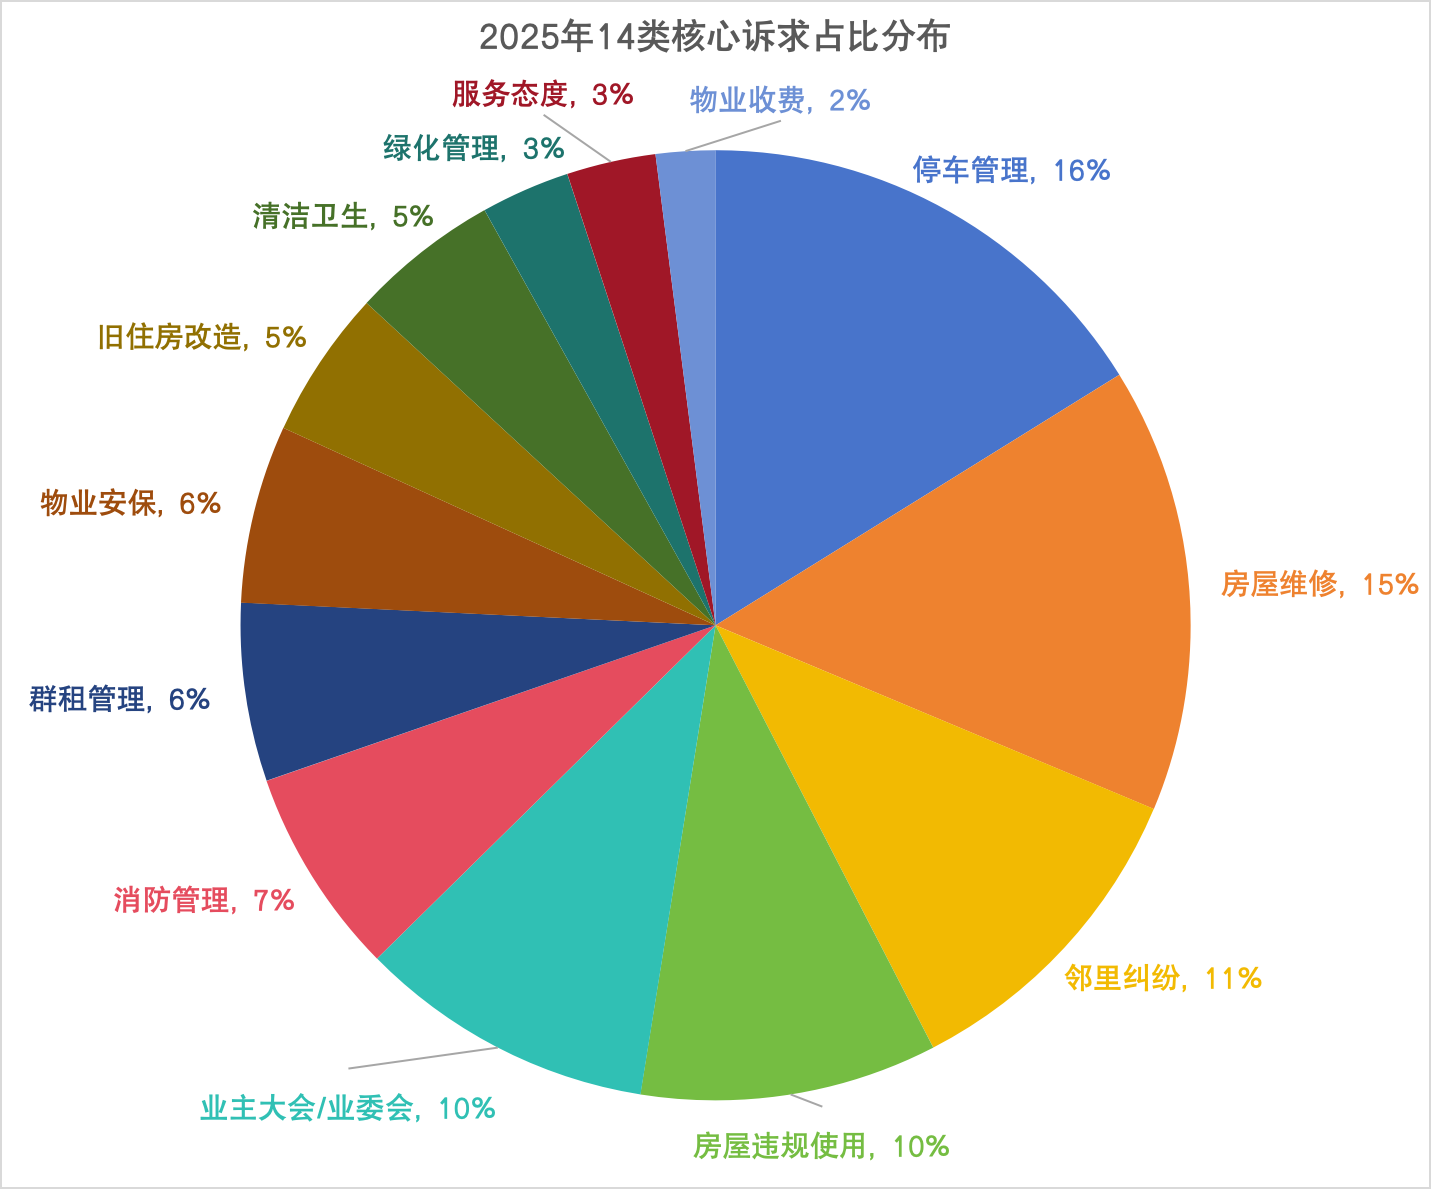 2025年14类核心诉求占比分布
服务态度, 3%
物业收费, 2%
绿化管理, 3%
停车管理, 16%
清洁卫生, 5%
旧住房改造, 5%
物业安保, 6%
房屋维修, 15%
群租管理, 6%
消防管理, 7%
邻里纠纷, 11%
业主大会/业委会, 10%
房屋违规使用, 10%